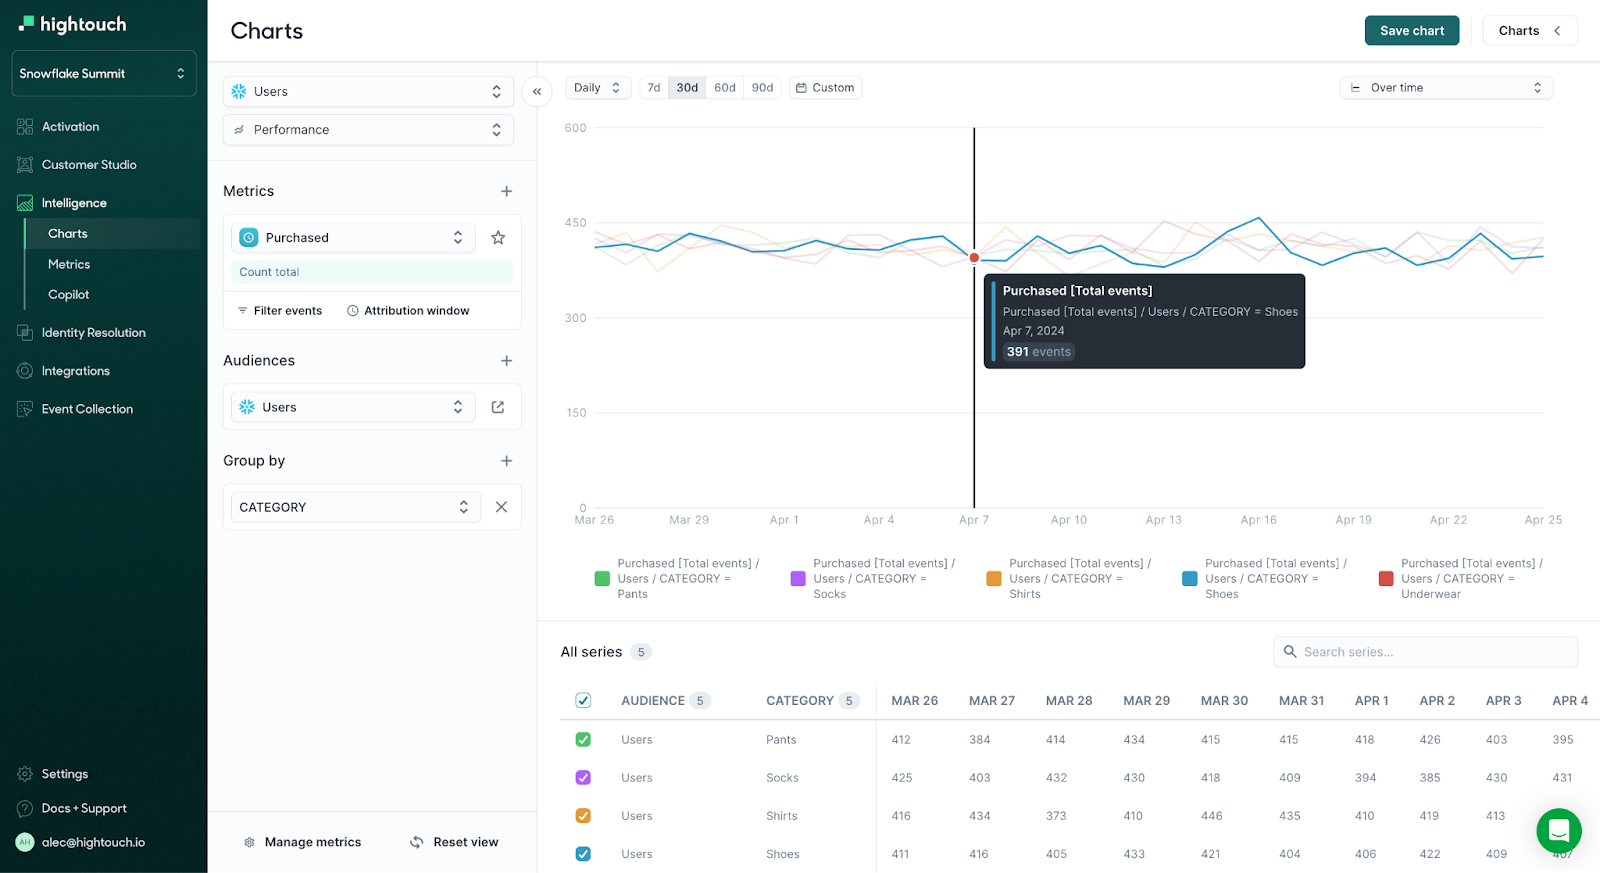 hightouch
Snowflake Summit
Activation
Customer Studio
Intelligence
Charts
Metrics
Copilot
Identity Resolution
Integrations
Event Collection
Settings
Docs + Support
AH
alec@hightouch.io
Charts
Save chart
Charts
Users
Performance
Metrics
Purchased
Count total
Filter events
Attribution window
Audiences
Users
Group by
CATEGORY
Manage metrics
Reset view
Daily
7d 30d 60d 90d
Custom
Over time
600
450
300
150
0
Mar 26 Mar 29 Apr 1 Apr 4 Apr 7 Apr 10 Apr 13 Apr 16 Apr 19 Apr 22 Apr 25
Purchased [Total events]
Purchased [Total events] / Users / CATEGORY = Shoes
Apr 7, 2024
391 events
Purchased [Total events] /
Users / CATEGORY =
Pants
Purchased [Total events] /
Users / CATEGORY =
Socks
Purchased [Total events] /
Users / CATEGORY =
Shirts
Purchased [Total events] /
Users / CATEGORY =
Shoes
Purchased [Total events] /
Users / CATEGORY =
Underwear
All series 5
Search series...
AUDIENCE 5 CATEGORY 5 MAR 26 MAR 27 MAR 28 MAR 29 MAR 30 MAR 31 APR 1 APR 2 APR 3 APR 4
Users Pants 412 384 414 434 415 415 418 426 403 395
Users Socks 425 403 432 430 418 409 394 385 430 431
Users Shirts 416 434 373 410 446 435 410 419 413
Users Shoes 411 416 405 433 421 404 406 422 409 407